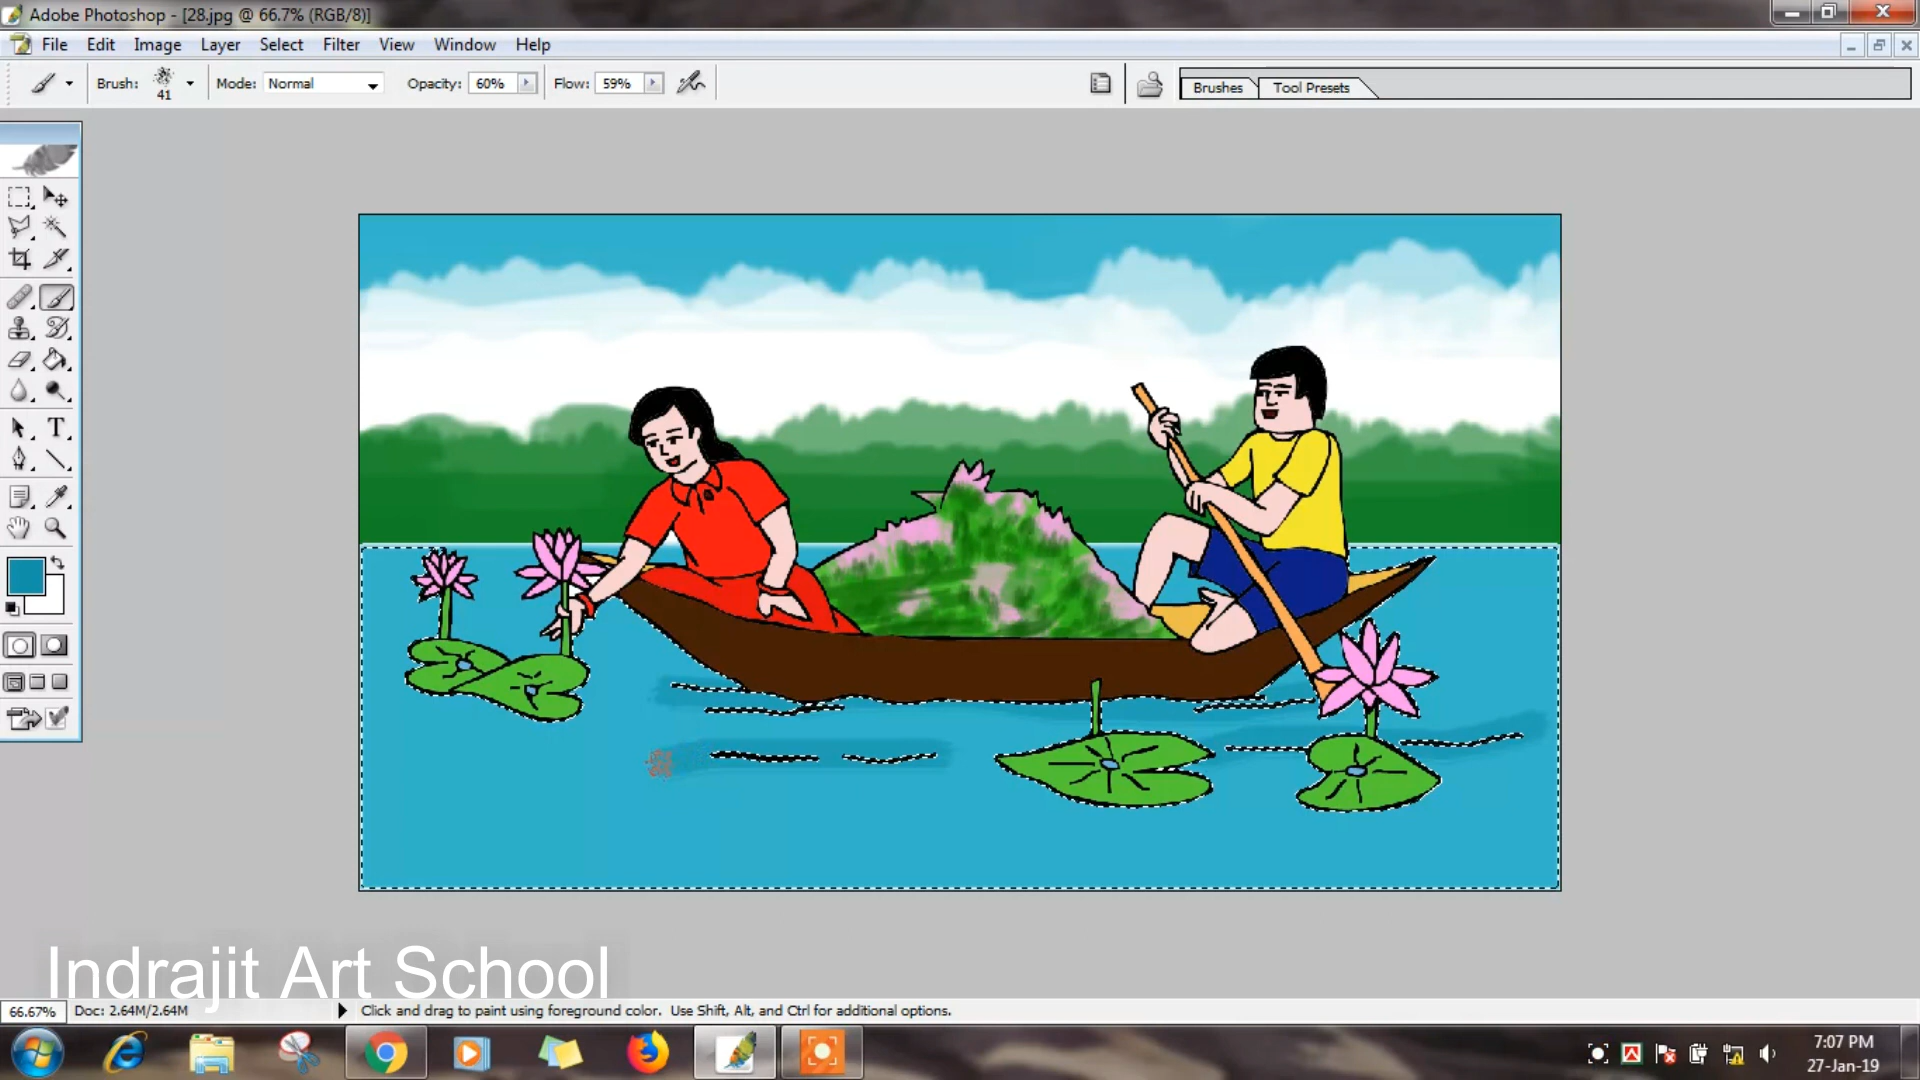 Adobe Photoshop - [28.jpg @ 66.7% (RGB/8)]
File Edit Image Layer Select Filter View Window Help
Brush: 41 Mode: Normal Opacity: 60% Flow: 59% Brushes Tool Presets
T
Indrajit Art School
66.67% Doc: 2.64M/2.64M Click and drag to paint using foreground color. Use Shift, Alt, and Ctrl for additional options.
7:07 PM
27-Jan-19